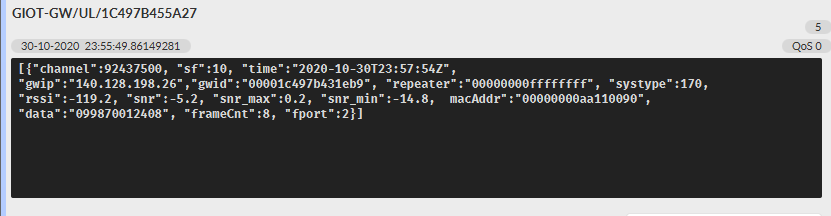 GIOT-GW/UL/1C497B455A27
5
30-10-2020 23:55:49.86149281
QoS 0
[{"channel":92437500, "sf":10, "time":"2020-10-30T23:57:54Z",
"gwip":"140.128.198.26","gwid":"00001c497b431eb9", "repeater":"00000000ffffffff", "systype":170,
"rssi":-119.2, "snr":-5.2, "snr_max":0.2, "snr_min":-14.8, "macAddr":"00000000aa110090",
"data":"099870012408", "frameCnt":8, "fport":2}]